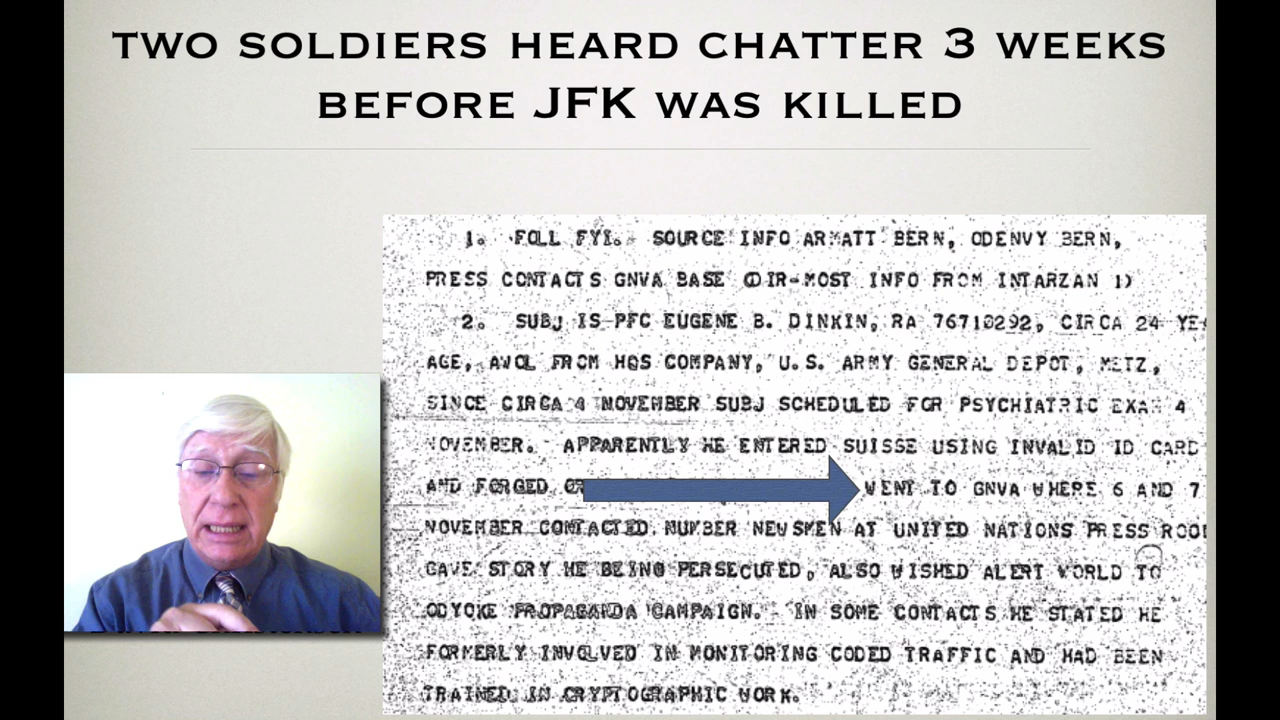 TWO SOLDIERS HEARD CHATTER 3 WEEKS
BEFORE JFK WAS KILLED
1. FOLL FYI. SOURCE INFO ARMATT BERN, ODENVY BERN,
PRESS CONTACTS GNVA BASE (DIR-MOST INFO FROM INTARZAN 1)
2. SUBJ IS PFC EUGENE B. DINKIN, RA 76710292, CIRCA 24
AGE, AWOL FROM HQS COMPANY, U.S. ARMY GENERAL DEPOT, METZ,
SINCE CIRCA 4 NOVEMBER SUBJ SCHEDULED FOR PSYCHIATRIC EXAM 4
NOVEMBER. APPARENTLY HE ENTERED SUISSE USING INVALID ID CARD
AND FORGED WENT TO GNVA WHERE 6 AND 7
NOVEMBER CONTACTED NUMBER NEWSMEN AT UNITED NATIONS PRESS
GAVE STORY HE BEING PERSECUTED, ALSO WISHED ALERT WORLD TO
ODYOKE PROPAGANDA CAMPAIGN. IN SOME CONTACTS HE STATED HE
FORMERLY INVOLVED IN MONITORING CODED TRAFFIC AND HAD BEEN
TRAINED IN CRYPTOGRAPHIC WORK.